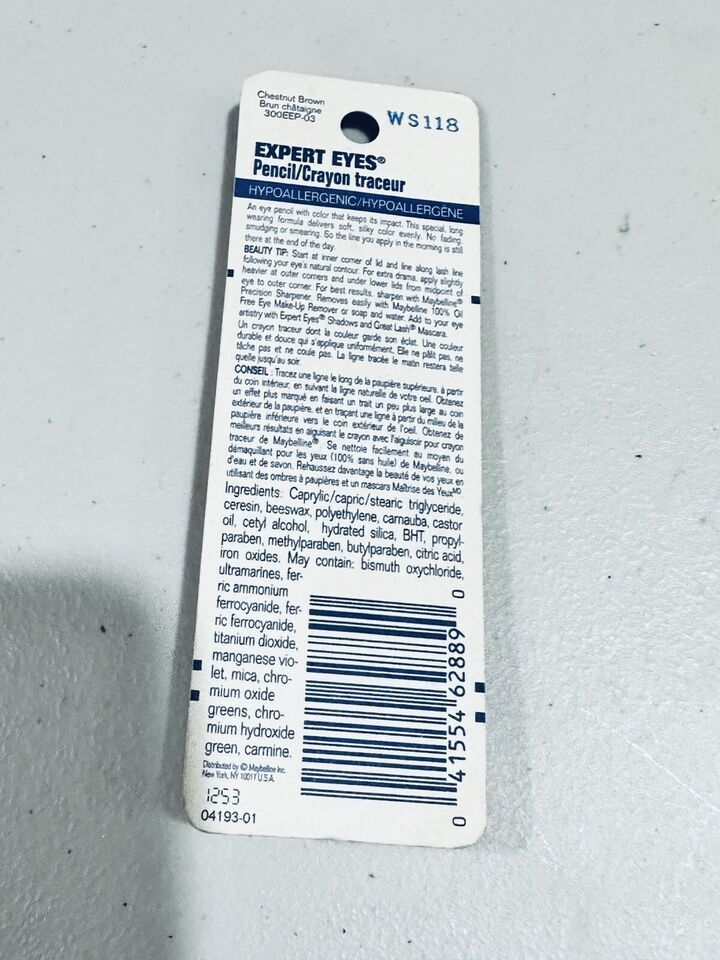 Chestnut Brown
Brun châtaigne
300EEP-03
WS118
EXPERT EYES®
Pencil/Crayon traceur
HYPOALLERGENIC/HYPOALLERGÈNE
An eye pencil with color that keeps its impact. This special, long
wearing formula delivers soft, silky color evenly. No fading,
smudging or smearing. So the line you apply in the morning is still
there at the end of the day.
BEAUTY TIP: Start at inner corner of lid and line along lash line
following your eye's natural contour. For extra drama, apply slightly
heavier at outer corners and under lower lids from midpoint of
eye to outer corner. For best results, sharpen with Maybelline®
Precision Sharpener. Removes easily with Maybelline 100% Oil
Free Eye Make-Up Remover or soap and water. Add to your eye
artistry with Expert Eyes® Shadows and Great Lash® Mascara.
Un crayon traceur dont la couleur garde son éclat. Une couleur
durable et douce qui s'applique uniformément. Elle ne pâlit pas, ne
tâche pas et ne coule pas. La ligne tracée le matin restera telle
quelle jusqu'au soir.
CONSEIL : Tracez une ligne le long de la paupière supérieure, à partir
du coin intérieur, en suivant la ligne naturelle de votre oeil. Obtenez
un effet plus marqué en faisant un trait un peu plus large au coin
extérieur de la paupière, et en traçant une ligne à partir du milieu de la
paupière inférieure vers le coin extérieur de l'oeil. Obtenez de
meilleurs résultats en aiguisant le crayon avec l'aiguisoir pour crayon
traceur de Maybelline®. Se nettoie facilement au moyen du
démaquillant pour les yeux (100% sans huile) de Maybelline, ou
d'eau et de savon. Rehaussez davantage la beauté de vos yeux en
utilisant des ombres à paupières et un mascara Maîtrise des YeuxMD
Ingredients: Caprylic/capric/stearic triglyceride,
ceresin, beeswax, polyethylene, carnauba, castor
oil, cetyl alcohol, hydrated silica, BHT, propyl-
paraben, methylparaben, butylparaben, citric acid,
iron oxides. May contain: bismuth oxychloride,
ultramarines, fer-
ric ammonium
ferrocyanide, fer-
ric ferrocyanide,
titanium dioxide,
manganese vio-
let, mica, chro-
mium oxide
greens, chro-
mium hydroxide
green, carmine.
Distributed by © Maybelline Inc.
New York, NY 10017 U.S.A.
1253
04193-01
0 41554 62889 0